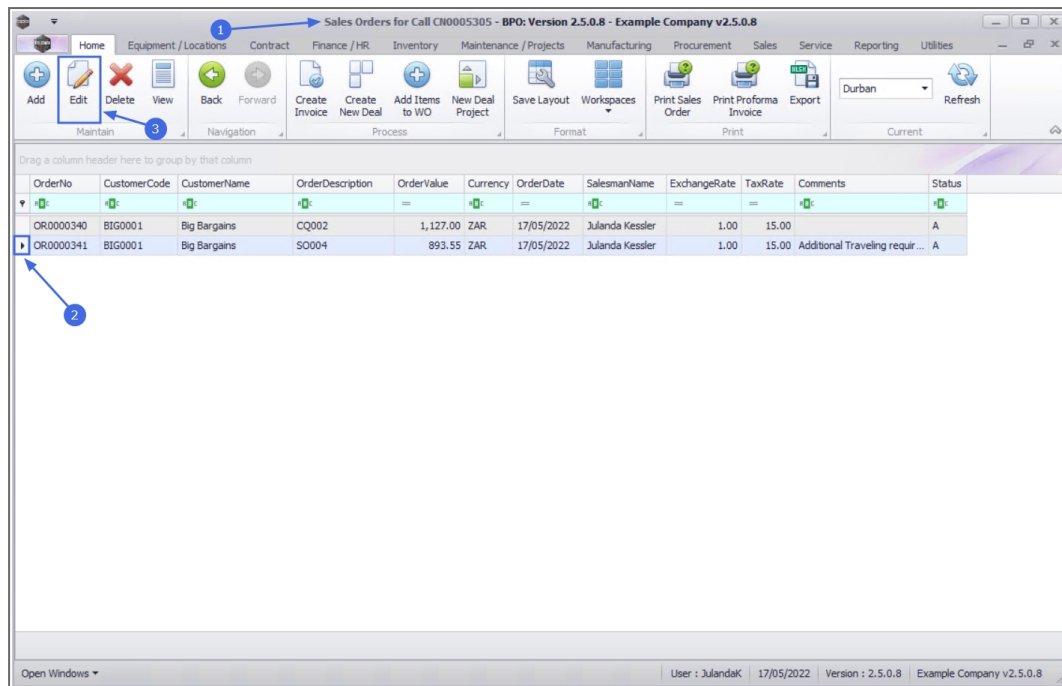 1
Sales Orders for Call CN0005305 - BPO: Version 2.5.0.8 - Example Company v2.5.0.8
Home Equipment / Locations Contract Finance / HR Inventory Maintenance / Projects Manufacturing Procurement Sales Service Reporting Utilities
Add Edit Delete View Back Forward Create Invoice Create New Deal Add Items to WO New Deal Project Save Layout Workspaces Print Sales Order Print Proforma Invoice Export Durban Refresh
3
Maintain Navigation Process Format Print Current
Drag a column header here to group by that column
OrderNo CustomerCode CustomerName OrderDescription OrderValue Currency OrderDate SalesmanName ExchangeRate TaxRate Comments Status
OR0000340 BIG0001 Big Bargains CQ002 1,127.00 ZAR 17/05/2022 Julanda Kessler 1.00 15.00 A
OR0000341 BIG0001 Big Bargains SO004 893.55 ZAR 17/05/2022 Julanda Kessler 1.00 15.00 Additional Traveling requir... A
2
Open Windows User : JulandaK 17/05/2022 Version : 2.5.0.8 Example Company v2.5.0.8